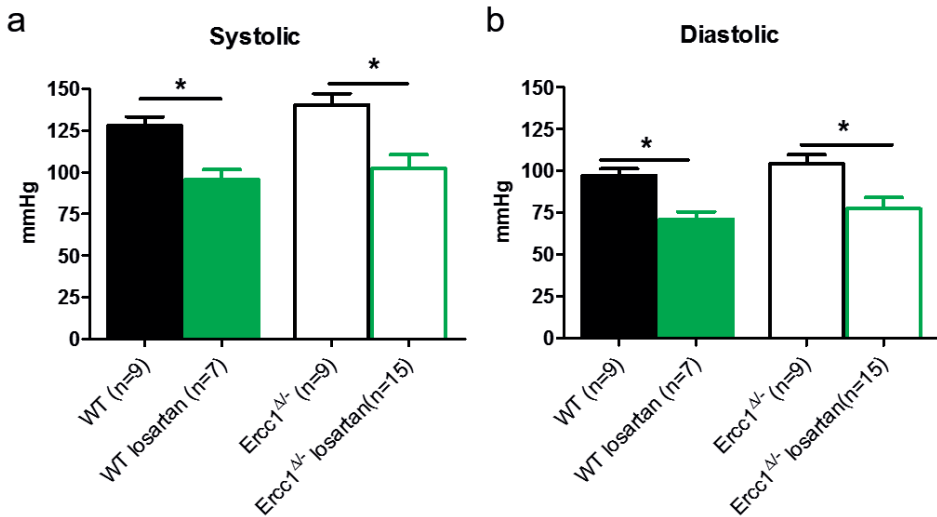 a
Systolic
*
*
150
125
100
75
50
25
0
mmHg
WT (n=9)
WT losartan (n=7)
Ercc1Δ/- (n=9)
Ercc1Δ/- losartan(n=15)
b
Diastolic
*
*
150
125
100
75
50
25
0
mmHg
WT (n=9)
WT losartan (n=7)
Ercc1Δ/- (n=9)
Ercc1Δ/- losartan(n=15)